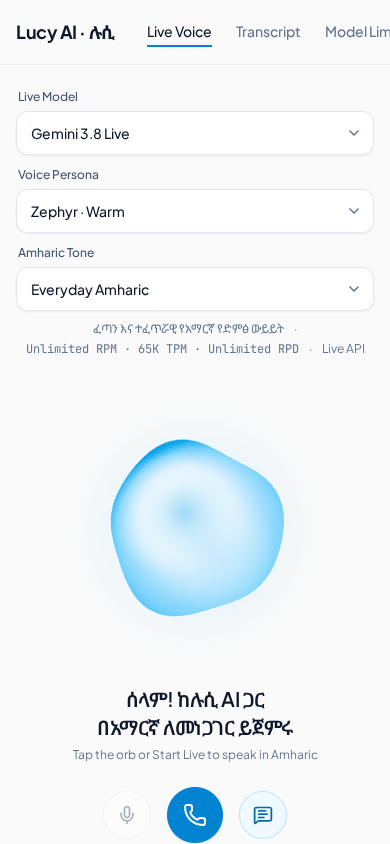 Lucy AI · ሉሲ
Live Voice
Transcript
Model Lim
Live Model
Gemini 3.8 Live
Voice Persona
Zephyr · Warm
Amharic Tone
Everyday Amharic
ፈጣን እና ተፈጥሯዊ የአማርኛ የድምፅ ውይይት ·
Unlimited RPM · 65K TPM · Unlimited RPD · Live API
ሰላም! ከሉሲ AI ጋር
በአማርኛ ለመነጋገር ይጀምሩ
Tap the orb or Start Live to speak in Amharic